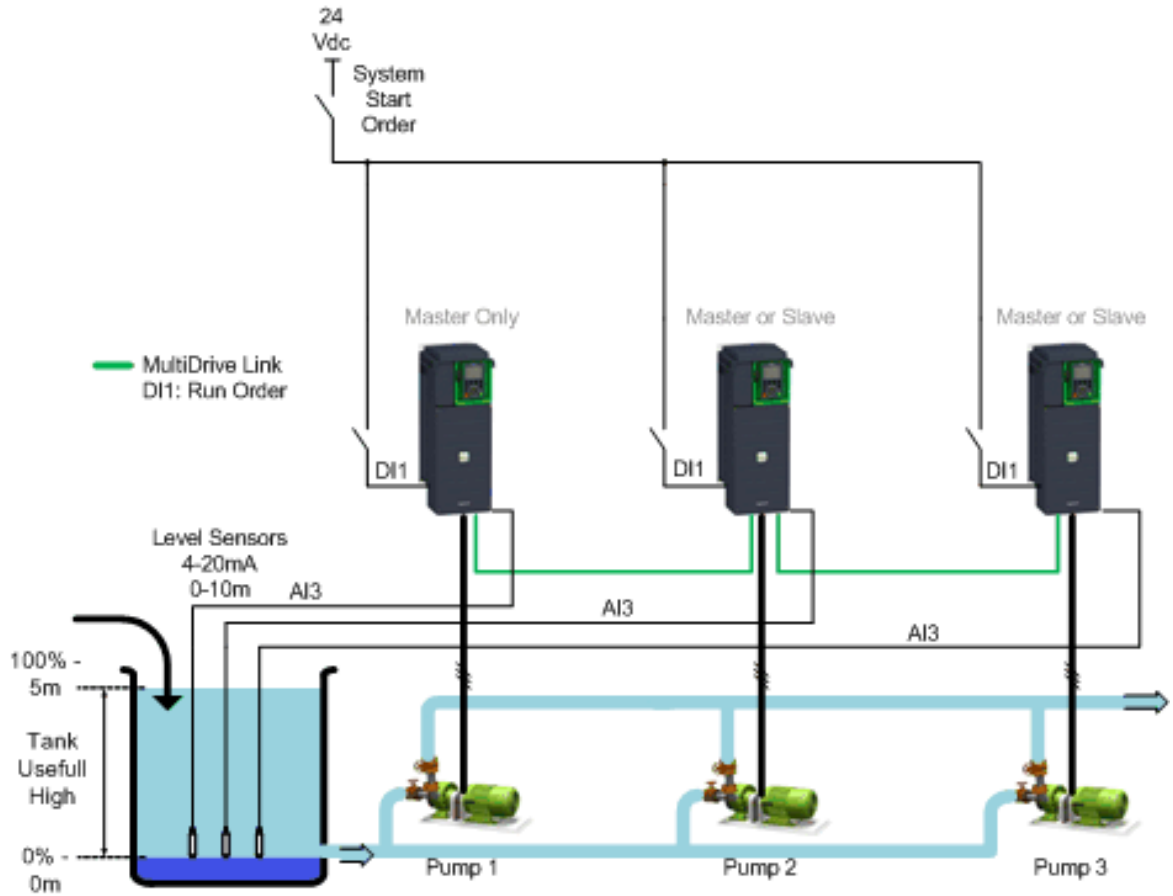 24
Vdc
System
Start
Order
Master Only
Master or Slave
Master or Slave
MultiDrive Link
DI1: Run Order
DI1
DI1
DI1
Level Sensors
4-20mA
0-10m
AI3
AI3
AI3
100% -
5m
Tank
Usefull
High
0% -
0m
Pump 1
Pump 2
Pump 3